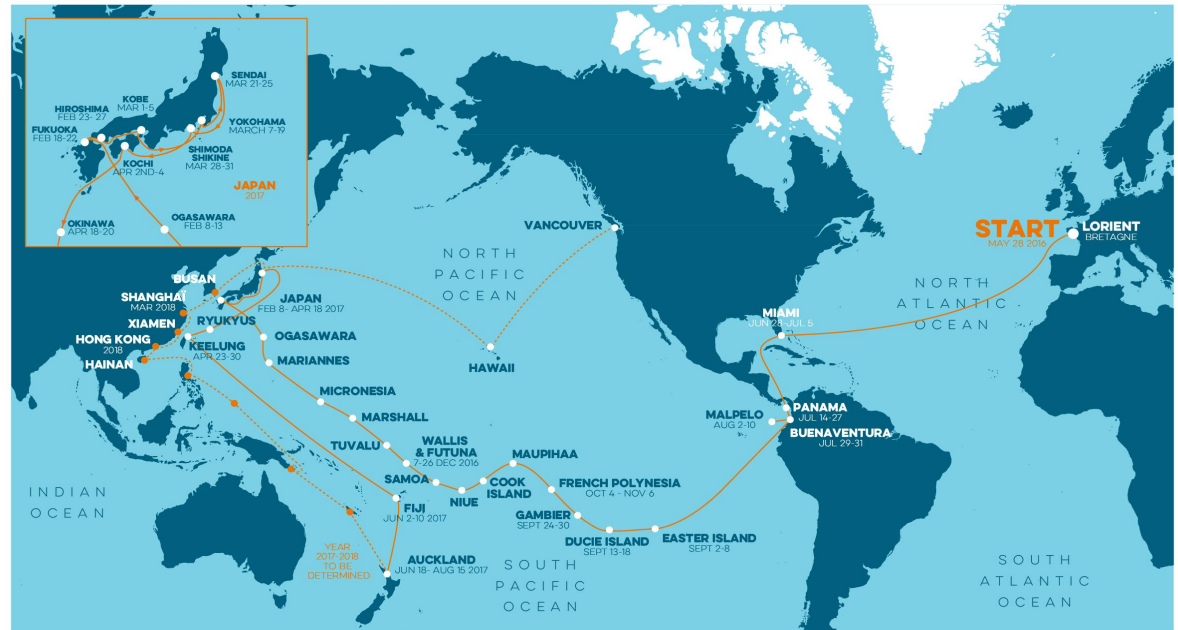 SENDAI
MAR 21-25
KOBE
MAR 1-5
HIROSHIMA
FEB 23- 27
FUKUOKA
FEB 18-22
YOKOHAMA
MARCH 7-19
SHIMODA
SHIKINE
MAR 28-31
KOCHI
APR 2ND-4
JAPAN
2017
OKINAWA
APR 18-20
OGASAWARA
FEB 8-13
VANCOUVER
START
MAY 28 2016
LORIENT
BRETAGNE
NORTH
PACIFIC
OCEAN
NORTH
ATLANTIC
OCEAN
BUSAN
SHANGHAÏ
MAR 2018
JAPAN
FEB 8- APR 18 2017
XIAMEN
RYUKYUS
HONG KONG
2018
KEELUNG
APR 23-30
HAINAN
OGASAWARA
MARIANNES
HAWAII
MIAMI
JUN 28-JUL 5
MICRONESIA
MARSHALL
TUVALU
WALLIS
& FUTUNA
7-26 DEC 2016
MAUPIHAA
MALPELO
AUG 2-10
PANAMA
JUL 14-27
BUENAVENTURA
JUL 29-31
SAMOA
NIUE
COOK
ISLAND
FRENCH POLYNESIA
OCT 4 - NOV 6
INDIAN
OCEAN
FIJI
JUN 2-10 2017
GAMBIER
SEPT 24-30
DUCIE ISLAND
SEPT 13-18
EASTER ISLAND
SEPT 2-8
YEAR
2017-2018
TO BE
DETERMINED
AUCKLAND
JUN 18- AUG 15 2017
SOUTH
PACIFIC
OCEAN
SOUTH
ATLANTIC
OCEAN